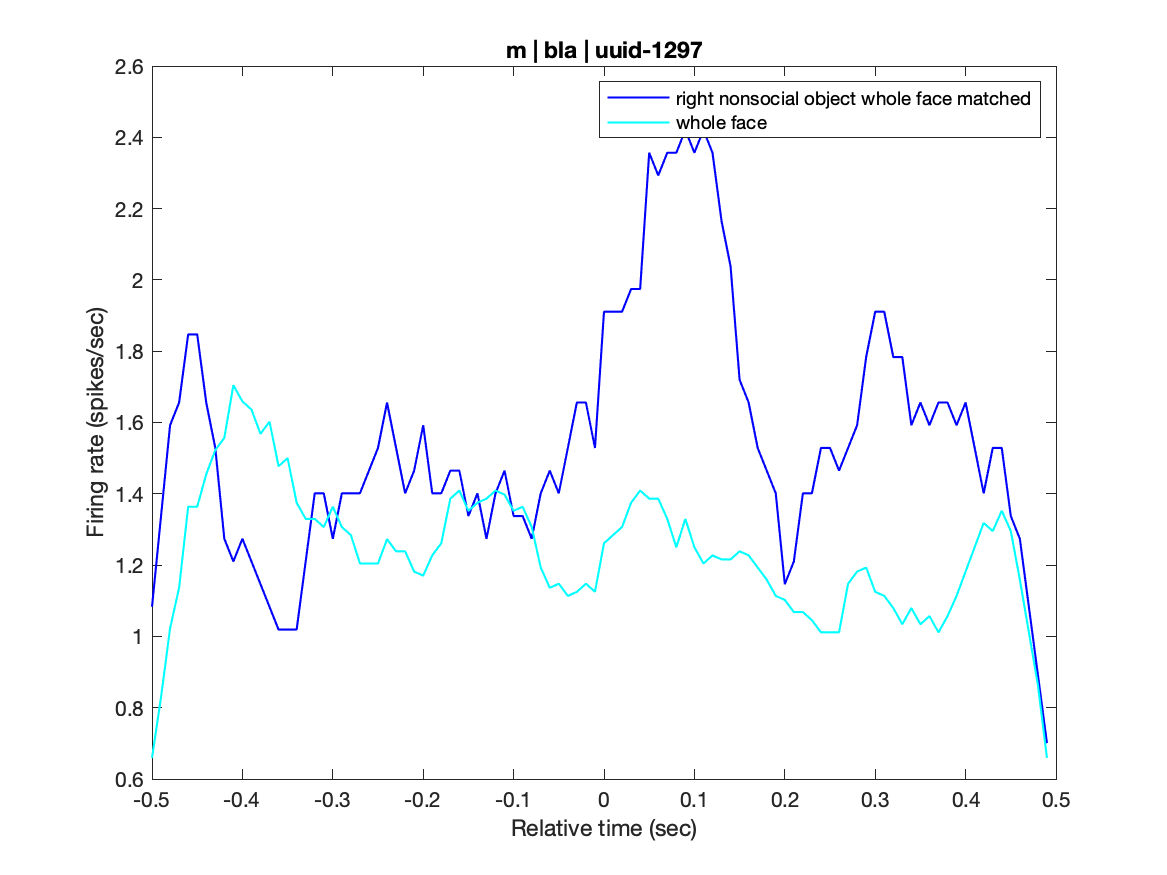 m | bla | uuid-1297
2.6
2.4
2.2
2
1.8
1.6
1.4
1.2
1
0.8
0.6
Firing rate (spikes/sec)
right nonsocial object whole face matched
whole face
-0.5 -0.4 -0.3 -0.2 -0.1 0 0.1 0.2 0.3 0.4 0.5
Relative time (sec)